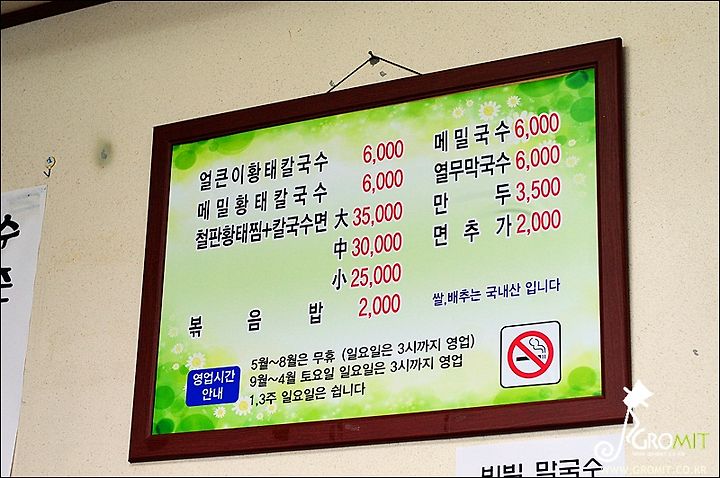 얼큰이황태칼국수 6,000
메밀황태칼국수 6,000
철판황태찜+칼국수면 大 35,000
中 30,000
小 25,000
볶음밥 2,000
메밀국수 6,000
열무막국수 6,000
만두 3,500
면추가 2,000
쌀,배추는 국내산 입니다
영업시간
안내
5월~8월은 무휴 (일요일은 3시까지 영업)
9월~4월 토요일 일요일은 3시까지 영업
1,3주 일요일은 쉽니다
비빔 막국수
GROMIT
WWW.GROMIT.CO.KR